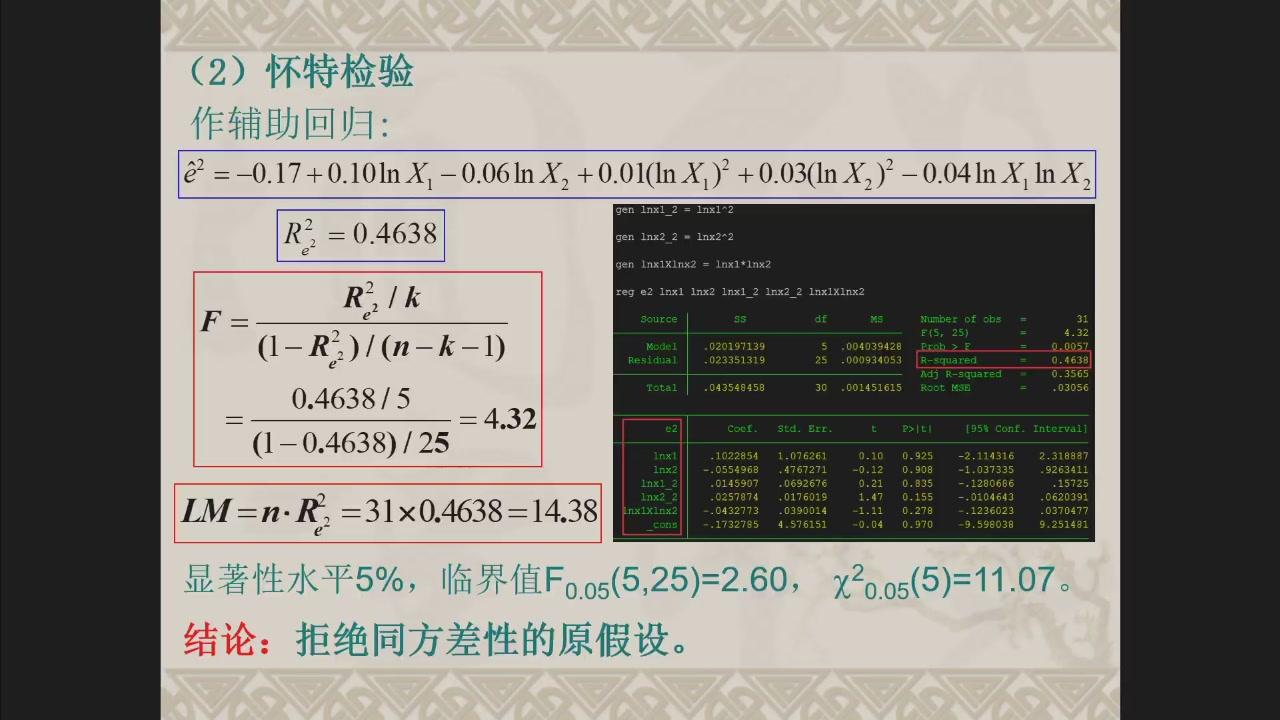 （2）怀特检验
作辅助回归:
ê² = −0.17 + 0.10 ln X₁ − 0.06 ln X₂ + 0.01(ln X₁)² + 0.03(ln X₂)² − 0.04 ln X₁ ln X₂
R²ₑ² = 0.4638
F = (R²ₑ² / k) / ((1 − R²ₑ²) / (n − k − 1))
= (0.4638 / 5) / ((1 − 0.4638) / 25) = 4.32
LM = n· R²ₑ² = 31×0.4638 = 14.38
gen lnx1_2 = lnx1^2
gen lnx2_2 = lnx2^2
gen lnx1Xlnx2 = lnx1*lnx2
reg e2 lnx1 lnx2 lnx1_2 lnx2_2 lnx1Xlnx2
Source SS df MS Number of obs = 31
F(5, 25) = 4.32
Model .020197139 5 .004039428 Prob > F = 0.0057
Residual .023351319 25 .000934053 R-squared = 0.4638
Adj R-squared = 0.3565
Total .043548458 30 .001451615 Root MSE = .03056
e2 Coef. Std. Err. t P>|t| [95% Conf. Interval]
lnx1 .1022854 1.076261 0.10 0.925 -2.114316 2.318887
lnx2 -.0554968 .4767271 -0.12 0.908 -1.037335 .9263411
lnx1_2 .0145907 .0692676 0.21 0.835 -.1280686 .15725
lnx2_2 .0257874 .0176019 1.47 0.155 -.0104643 .0620391
lnx1Xlnx2 -.0432773 .0390014 -1.11 0.278 -.1236023 .0370477
_cons -.1732785 4.576151 -0.04 0.970 -9.598038 9.251481
显著性水平5%，临界值F₀.₀₅(5,25)=2.60， χ²₀.₀₅(5)=11.07。
结论：拒绝同方差性的原假设。